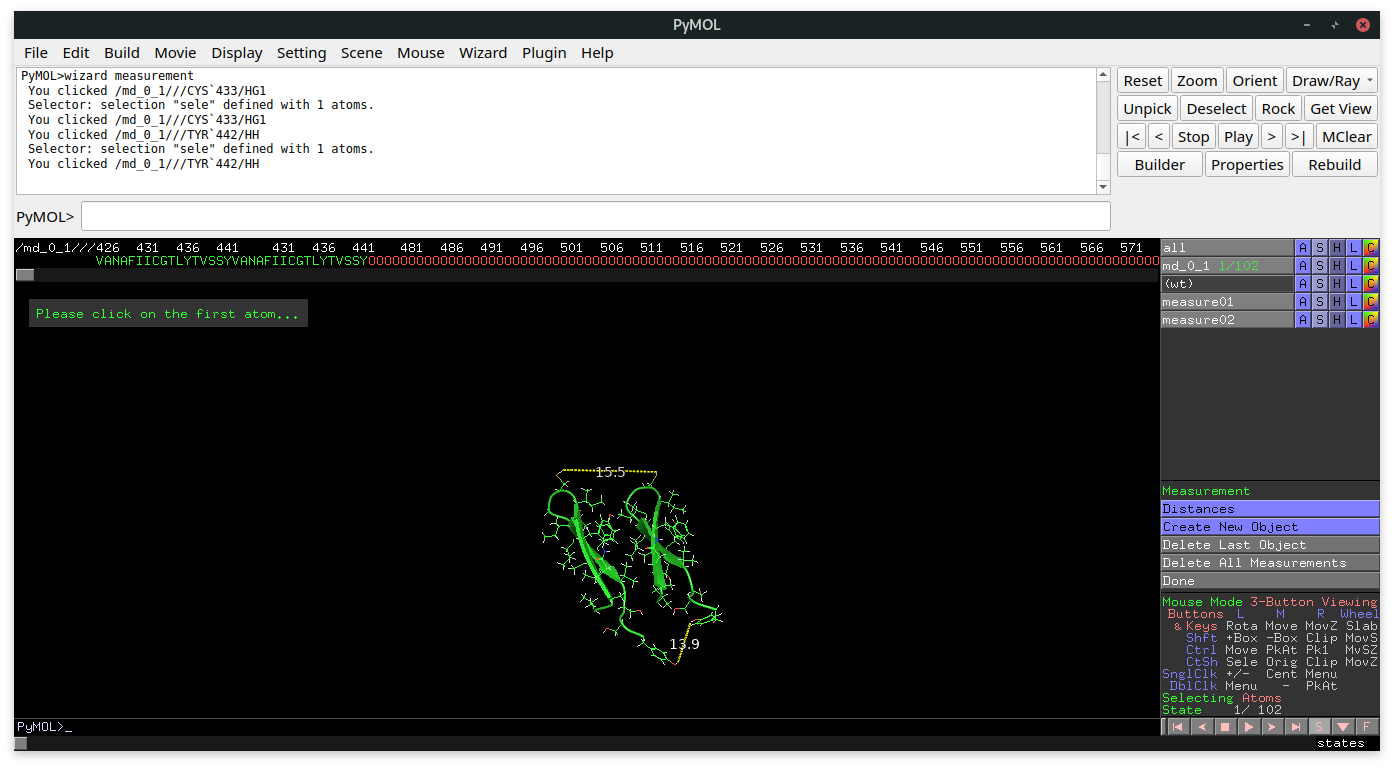 PyMOL
File Edit Build Movie Display Setting Scene Mouse Wizard Plugin Help
PyMOL>wizard measurement
You clicked /md_0_1///CYS`433/HG1
Selector: selection "sele" defined with 1 atoms.
You clicked /md_0_1///CYS`433/HG1
You clicked /md_0_1///TYR`442/HH
Selector: selection "sele" defined with 1 atoms.
You clicked /md_0_1///TYR`442/HH
Reset Zoom Orient Draw/Ray
Unpick Deselect Rock Get View
|< < Stop Play > >| MClear
Builder Properties Rebuild
PyMOL>
/md_0_1///426 431 436 441 431 436 441 481 486 491 496 501 506 511 516 521 526 531 536 541 546 551 556 561 566 571
VANAFIICGTLYTVSSYVANAFIICGTLYTVSSYOOOOOOOOOOOOOOOOOOOOOOOOOOOOOOOOOOOOOOOOOOOOOOOOOOOOOOOOOOOOOOOOOOOOOOOOOOOOOOOOOOOOOOOOOOOOOOOOOOO
Please click on the first atom...
all A S H L C
md_0_1 1/102 A S H L C
(wt) A S H L C
measure01 A S H L C
measure02 A S H L C
15.5
13.9
Measurement
Distances
Create New Object
Delete Last Object
Delete All Measurements
Done
Mouse Mode 3-Button Viewing
Buttons L M R Wheel
& Keys Rota Move MovZ Slab
Shft +Box -Box Clip MovS
Ctrl Move PkAt Pk1 MvSZ
CtSh Sele Orig Clip MovZ
SnglClk +/- Cent Menu
DblClk Menu - PkAt
Selecting Atoms
State 1/ 102
PyMOL>_
S F
states